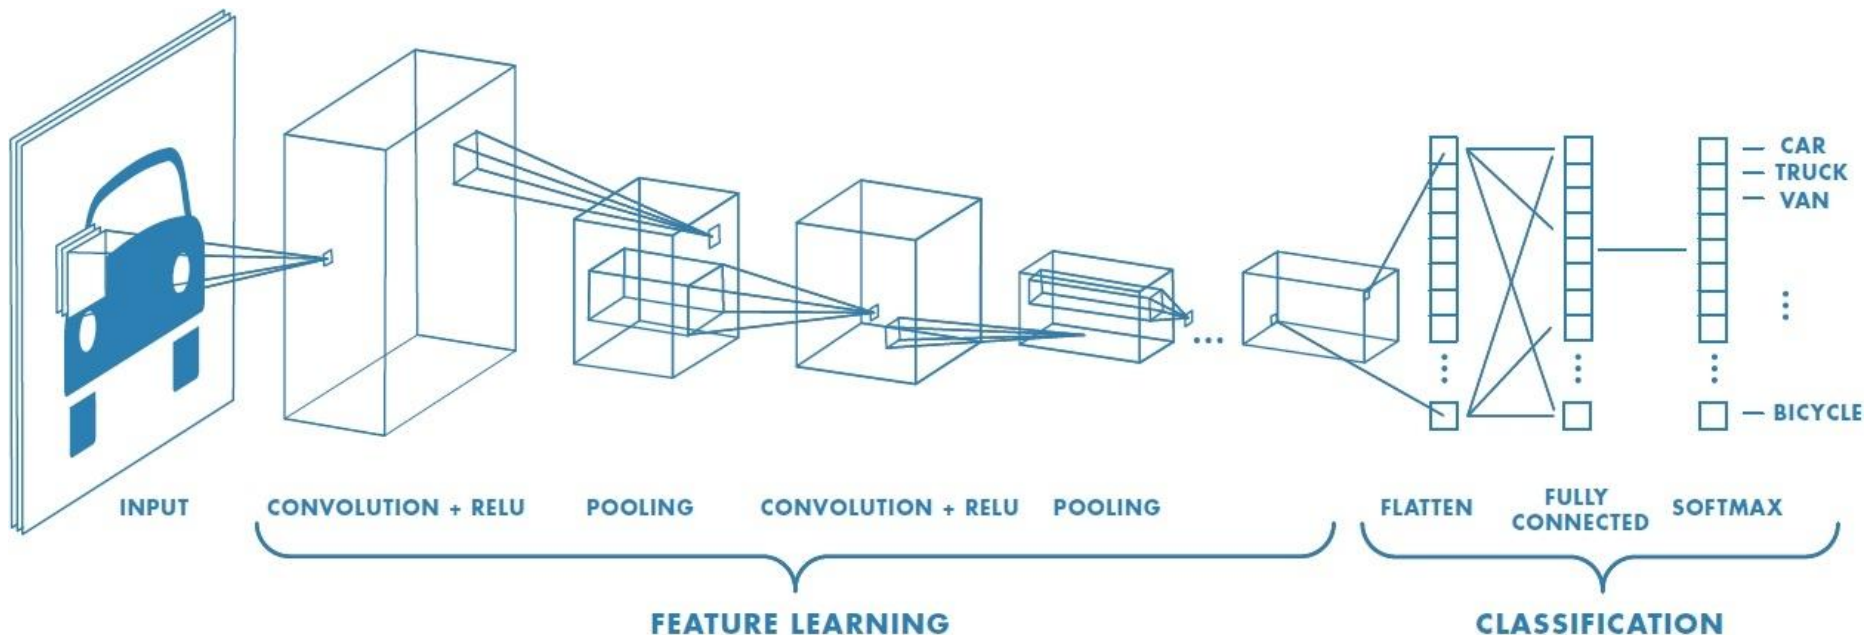 CAR
TRUCK
VAN
BICYCLE
INPUT
CONVOLUTION + RELU
POOLING
CONVOLUTION + RELU
POOLING
FLATTEN
FULLY
CONNECTED
SOFTMAX
FEATURE LEARNING
CLASSIFICATION